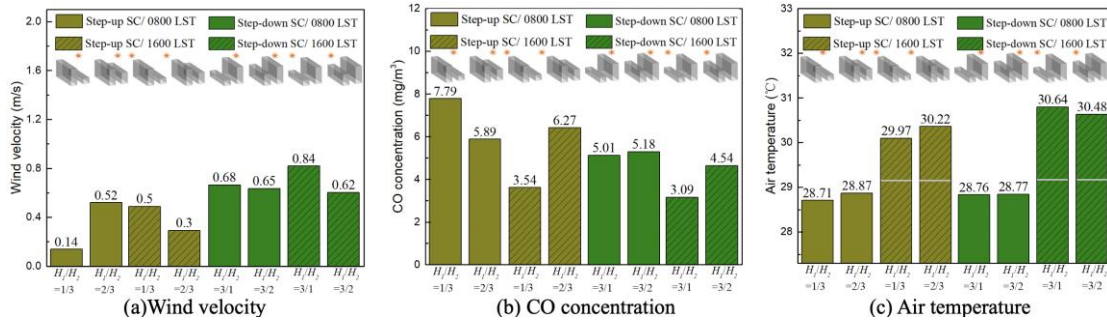 2.0
1.6
1.2
0.8
0.4
0.0
Wind velocity (m/s)
Step-up SC/ 0800 LST
Step-down SC/ 0800 LST
Step-up SC/ 1600 LST
Step-down SC/ 1600 LST
0.14
0.52
0.5
0.3
0.68
0.65
0.84
0.62
H₁/H₂ H₁/H₂ H₁/H₂ H₁/H₂ H₁/H₂ H₁/H₂ H₁/H₂ H₁/H₂
=1/3 =2/3 =1/3 =2/3 =3/1 =3/2 =3/1 =3/2
(a)Wind velocity
12
10
8
6
4
2
0
CO concentration (mg/m³)
Step-up SC/ 0800 LST
Step-down SC/ 0800 LST
Step-up SC/ 1600 LST
Step-down SC/ 1600 LST
7.79
5.89
3.54
6.27
5.01
5.18
3.09
4.54
H₁/H₂ H₁/H₂ H₁/H₂ H₁/H₂ H₁/H₂ H₁/H₂ H₁/H₂ H₁/H₂
=1/3 =2/3 =1/3 =2/3 =3/1 =3/2 =3/1 =3/2
(b) CO concentration
33
32
31
30
29
28
Air temperature (℃)
Step-up SC/ 0800 LST
Step-down SC/ 0800 LST
Step-up SC/ 1600 LST
Step-down SC/ 1600 LST
28.71
28.87
29.97
30.22
28.76
28.77
30.64
30.48
H₁/H₂ H₁/H₂ H₁/H₂ H₁/H₂ H₁/H₂ H₁/H₂ H₁/H₂ H₁/H₂
=1/3 =2/3 =1/3 =2/3 =3/1 =3/2 =3/1 =3/2
(c) Air temperature